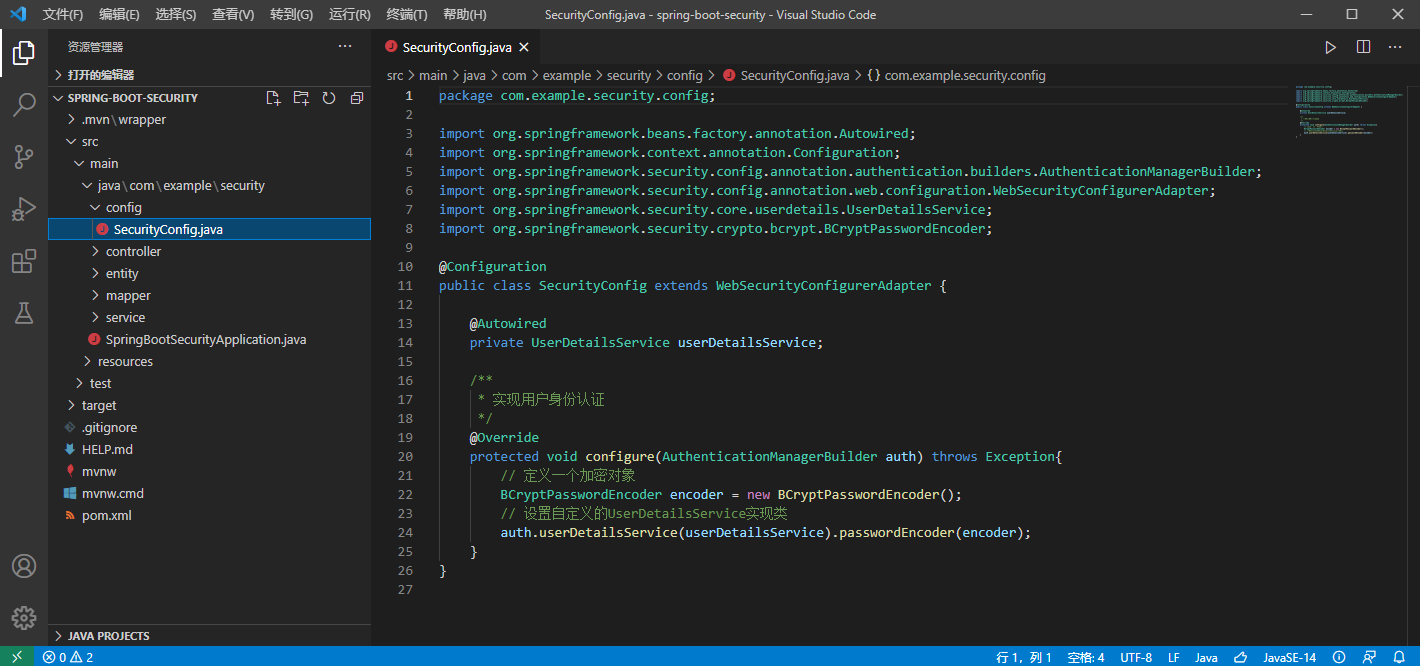 文件(F) 编辑(E) 选择(S) 查看(V) 转到(G) 运行(R) 终端(T) 帮助(H) SecurityConfig.java - spring-boot-security - Visual Studio Code
资源管理器
打开的编辑器
SPRING-BOOT-SECURITY
.mvn\wrapper
src
main
java\com\example\security
config
SecurityConfig.java
controller
entity
mapper
service
SpringBootSecurityApplication.java
resources
test
target
.gitignore
HELP.md
mvnw
mvnw.cmd
pom.xml
JAVA PROJECTS
SecurityConfig.java
src > main > java > com > example > security > config > SecurityConfig.java > {} com.example.security.config
1 package com.example.security.config;
2
3 import org.springframework.beans.factory.annotation.Autowired;
4 import org.springframework.context.annotation.Configuration;
5 import org.springframework.security.config.annotation.authentication.builders.AuthenticationManagerBuilder;
6 import org.springframework.security.config.annotation.web.configuration.WebSecurityConfigurerAdapter;
7 import org.springframework.security.core.userdetails.UserDetailsService;
8 import org.springframework.security.crypto.bcrypt.BCryptPasswordEncoder;
9
10 @Configuration
11 public class SecurityConfig extends WebSecurityConfigurerAdapter {
12
13 @Autowired
14 private UserDetailsService userDetailsService;
15
16 /**
17 * 实现用户身份认证
18 */
19 @Override
20 protected void configure(AuthenticationManagerBuilder auth) throws Exception{
21 // 定义一个加密对象
22 BCryptPasswordEncoder encoder = new BCryptPasswordEncoder();
23 // 设置自定义的UserDetailsService实现类
24 auth.userDetailsService(userDetailsService).passwordEncoder(encoder);
25 }
26 }
27
0 2 行 1，列 1 空格: 4 UTF-8 LF Java JavaSE-14